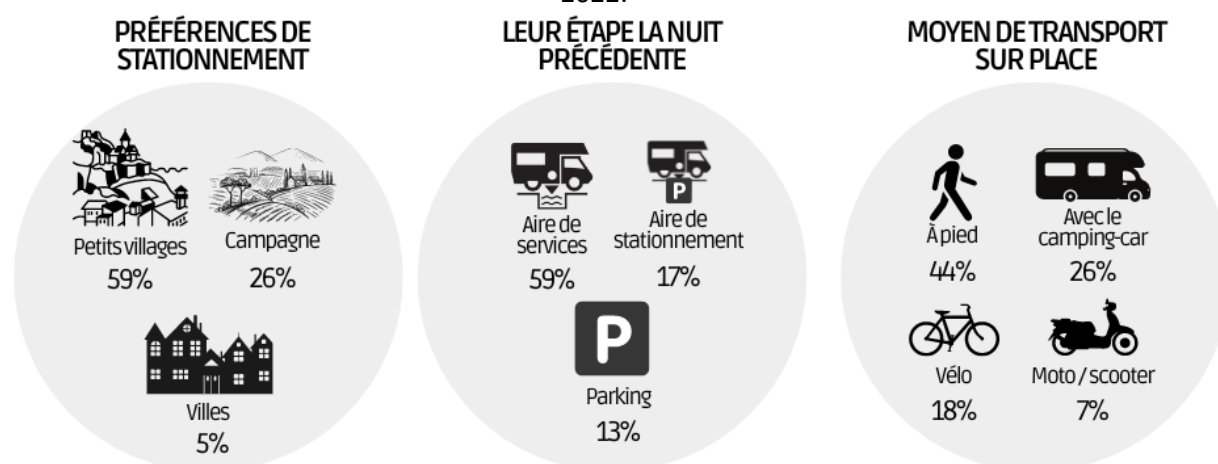 PRÉFÉRENCES DE
STATIONNEMENT
Petits villages
59%
Campagne
26%
Villes
5%
LEUR ÉTAPE LA NUIT
PRÉCÉDENTE
Aire de
services
59%
P
Aire de
stationnement
17%
P
Parking
13%
MOYEN DE TRANSPORT
SUR PLACE
À pied
44%
Avec le
camping-car
26%
Vélo
18%
Moto / scooter
7%